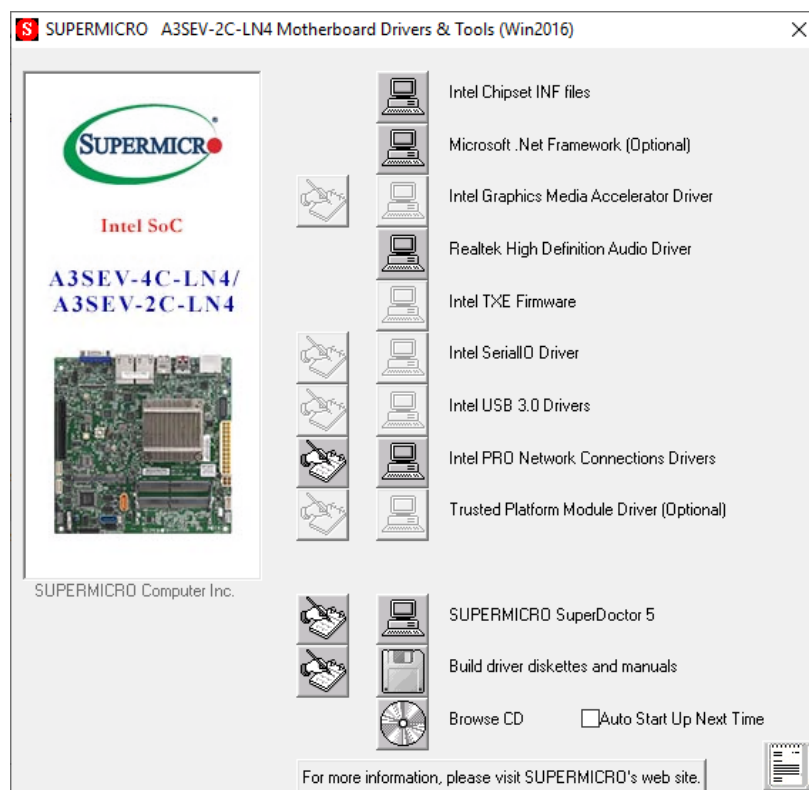 SUPERMICRO A3SEV-2C-LN4 Motherboard Drivers & Tools (Win2016)
SUPERMICR
Intel SoC
A3SEV-4C-LN4/
A3SEV-2C-LN4
SUPERMICRO Computer Inc.
Intel Chipset INF files
Microsoft .Net Framework (Optional)
Intel Graphics Media Accelerator Driver
Realtek High Definition Audio Driver
Intel TXE Firmware
Intel SerialIO Driver
Intel USB 3.0 Drivers
Intel PRO Network Connections Drivers
Trusted Platform Module Driver (Optional)
SUPERMICRO SuperDoctor 5
Build driver diskettes and manuals
Browse CD
Auto Start Up Next Time
For more information, please visit SUPERMICRO's web site.